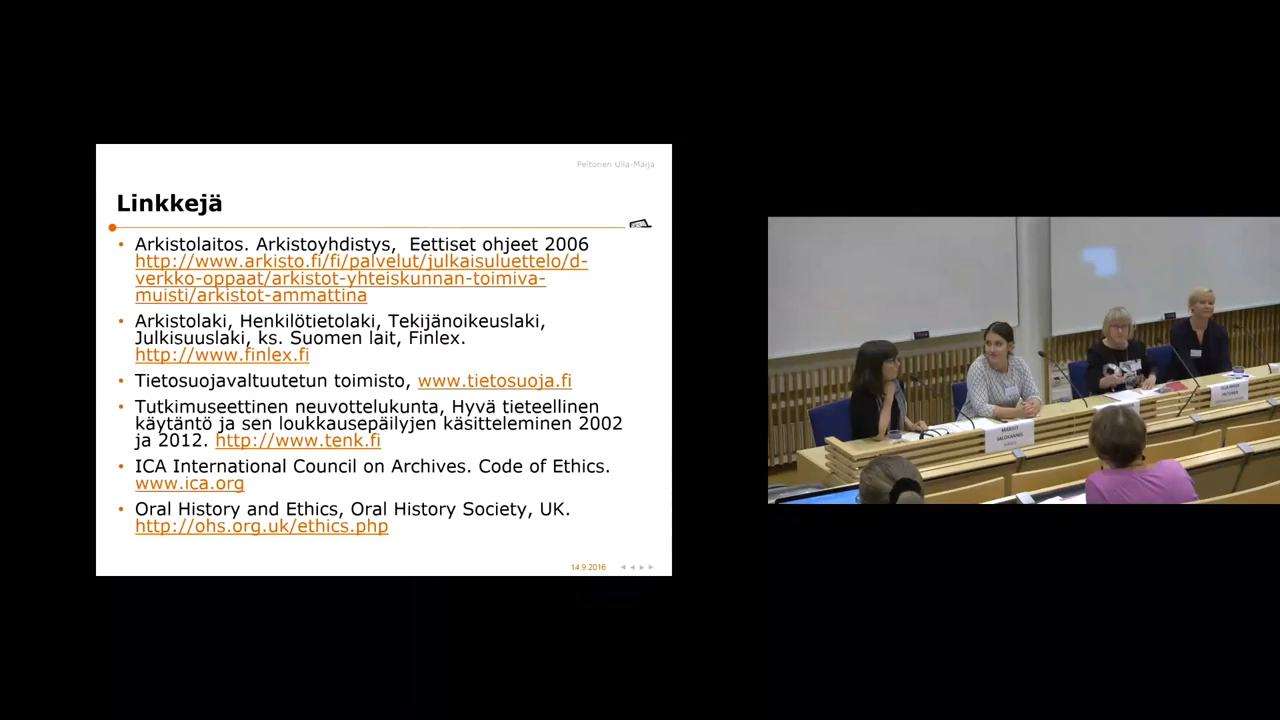 Peltonen Ulla-Maija
Linkkejä
• Arkistolaitos. Arkistoyhdistys, Eettiset ohjeet 2006
http://www.arkisto.fi/fi/palvelut/julkaisuluettelo/d-
verkko-oppaat/arkistot-yhteiskunnan-toimiva-
muisti/arkistot-ammattina
• Arkistolaki, Henkilötietolaki, Tekijänoikeuslaki,
Julkisuuslaki, ks. Suomen lait, Finlex.
http://www.finlex.fi
• Tietosuojavaltuutetun toimisto, www.tietosuoja.fi
• Tutkimuseettinen neuvottelukunta, Hyvä tieteellinen
käytäntö ja sen loukkausepäilyjen käsitteleminen 2002
ja 2012. http://www.tenk.fi
• ICA International Council on Archives. Code of Ethics.
www.ica.org
• Oral History and Ethics, Oral History Society, UK.
http://ohs.org.uk/ethics.php
14.9.2016
SALOKANNEL